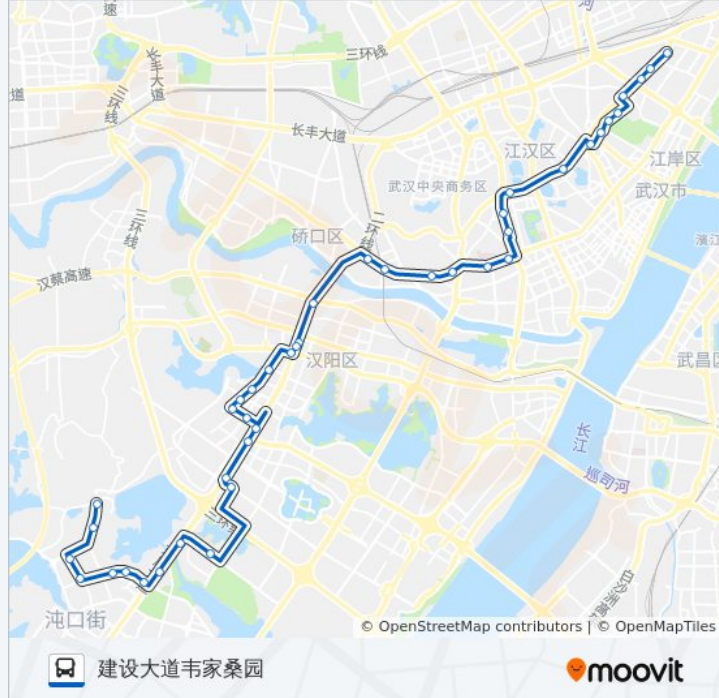 速
河
三环线
长丰大道
道
三环线
长丰大道
江汉区
江岸区
武汉中央商务区
武汉市
三环线
二环线
硚口区
汉蔡高速
汉阳区
武昌区
长江
巡司河
三环
沌口街
© OpenStreetMap contributors | © OpenMapTiles
建设大道韦家桑园
moovit